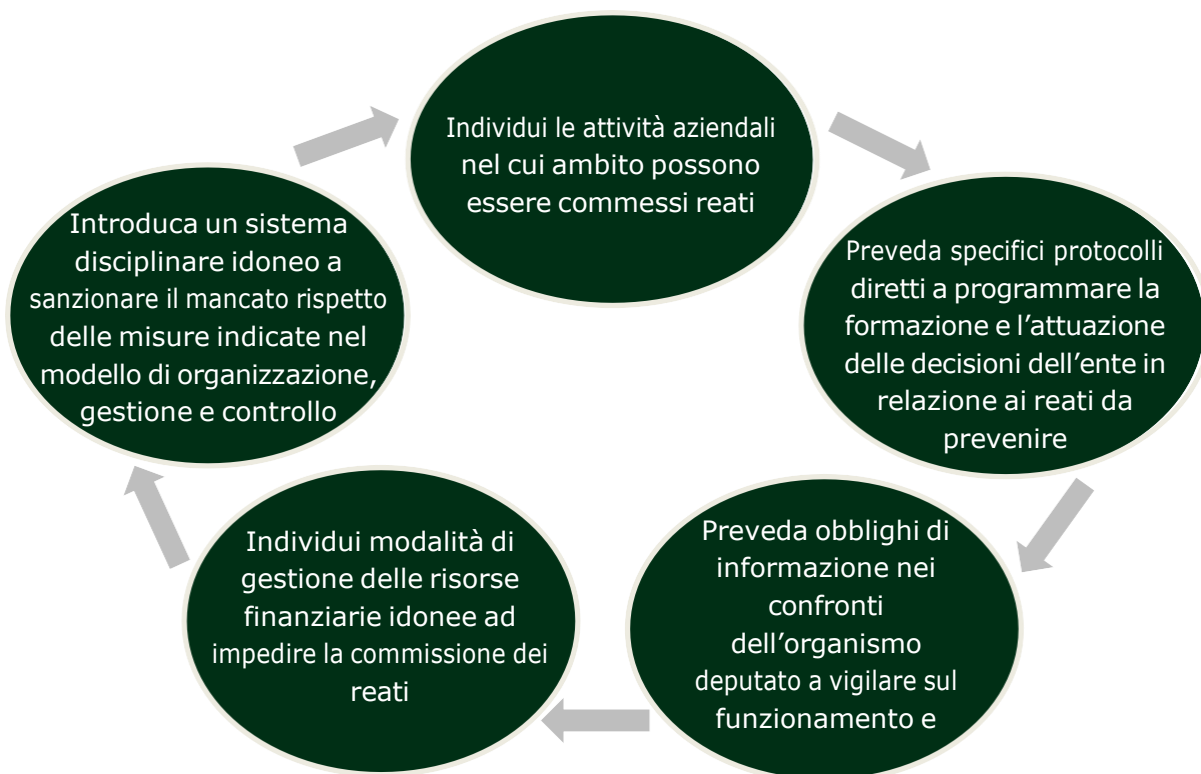 Individui le attività aziendali
nel cui ambito possono
essere commessi reati
Preveda specifici protocolli
diretti a programmare la
formazione e l’attuazione
delle decisioni dell’ente in
relazione ai reati da
prevenire
Preveda obblighi di
informazione nei
confronti
dell’organismo
deputato a vigilare sul
funzionamento e
Individui modalità di
gestione delle risorse
finanziarie idonee ad
impedire la commissione dei
reati
Introduca un sistema
disciplinare idoneo a
sanzionare il mancato rispetto
delle misure indicate nel
modello di organizzazione,
gestione e controllo